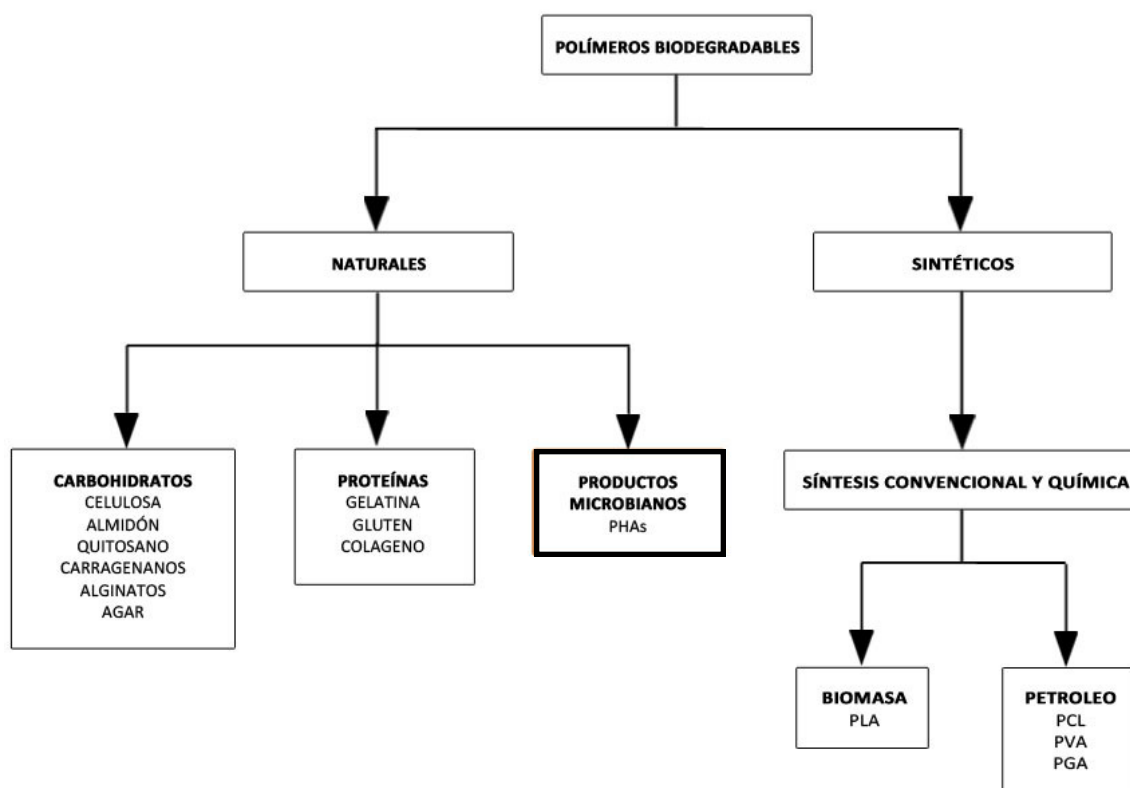 POLÍMEROS BIODEGRADABLES
NATURALES
SINTÉTICOS
CARBOHIDRATOS
CELULOSA
ALMIDÓN
QUITOSANO
CARRAGENANOS
ALGINATOS
AGAR
PROTEÍNAS
GELATINA
GLUTEN
COLAGENO
PRODUCTOS
MICROBIANOS
PHAs
SÍNTESIS CONVENCIONAL Y QUÍMICA
BIOMASA
PLA
PETROLEO
PCL
PVA
PGA